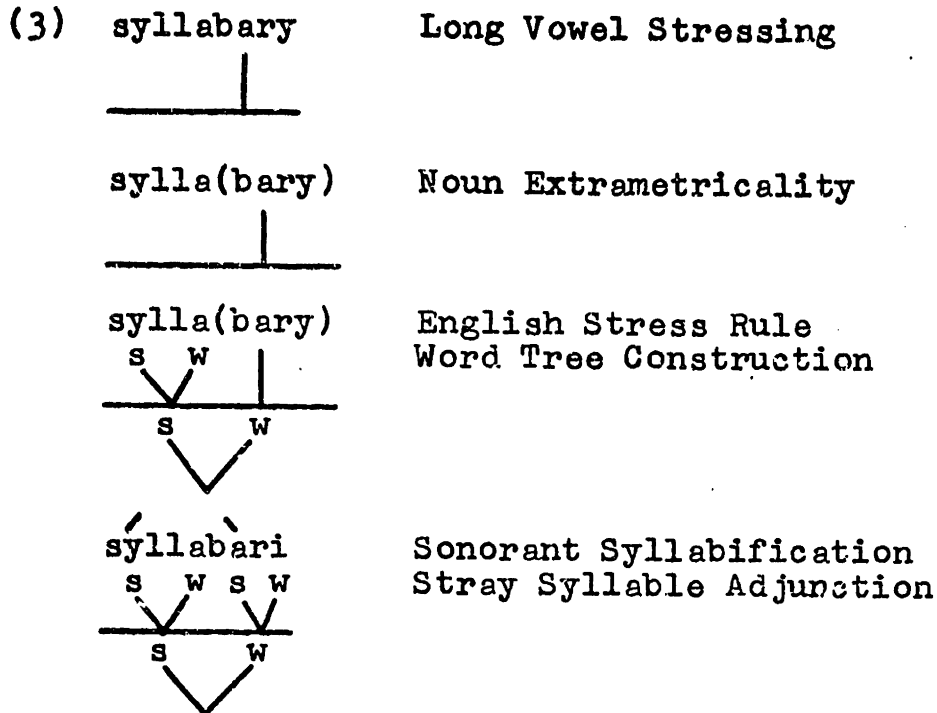 (3) syllabary Long Vowel Stressing
sylla(bary) Noun Extrametricality
sylla(bary) English Stress Rule
s w Word Tree Construction
s w
sýllabàri Sonorant Syllabification
s w s w Stray Syllable Adjunction
s w